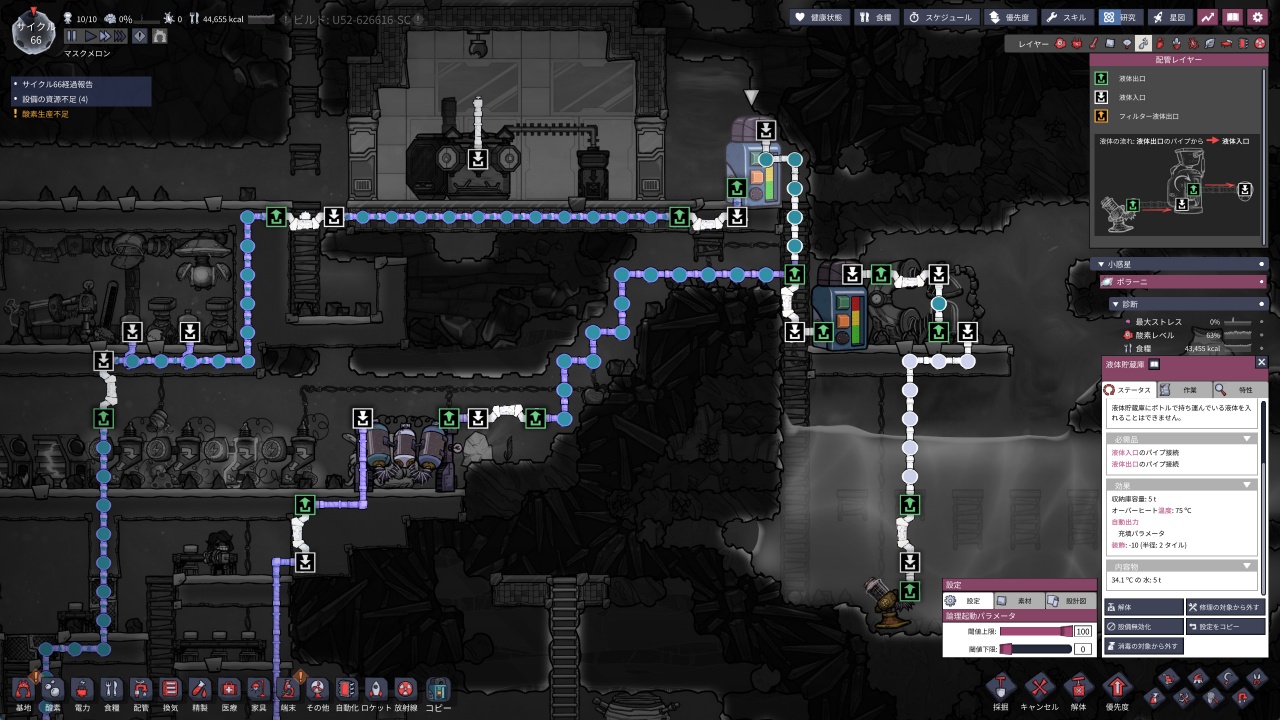 サイクル 66
10/10
0%
0
44,655 kcal
！ビルド: U52-626616-SC！
マスクメロン
・サイクル66経過報告
・設備の資源不足 (4)
！酸素生産不足
健康状態
食糧
スケジュール
優先度
スキル
研究
星図
レイヤー
配管レイヤー
液体出口
液体入口
フィルター液体出口
液体の流れ: 液体出口のパイプから → 液体入口
▼ 小惑星
ボラーニ
▼ 診断
最大ストレス 0%
酸素レベル 63%
食糧 43,455 kcal
液体貯蔵庫
ステータス
作業
特性
液体貯蔵庫にボトルで持ち運んでいる液体を入
れることはできません。
必需品
液体入口のパイプ接続
液体出口のパイプ接続
効果
収納庫容量: 5 t
オーバーヒート温度: 75 ℃
自動出力
充填パラメータ
装飾: -10 (半径: 2 タイル)
内容物
34.1 ℃ の 水: 5 t
解体
修理の対象から外す
設備無効化
設定をコピー
消毒の対象から外す
設定
設定
素材
設計図
論理起動パラメータ
閾値上限: 100
閾値下限: 0
酸素
電力
食糧
配管
換気
精製
医療
家具
端末
その他
自動化
ロケット
放射線
コピー
採掘
キャンセル
解体
優先度